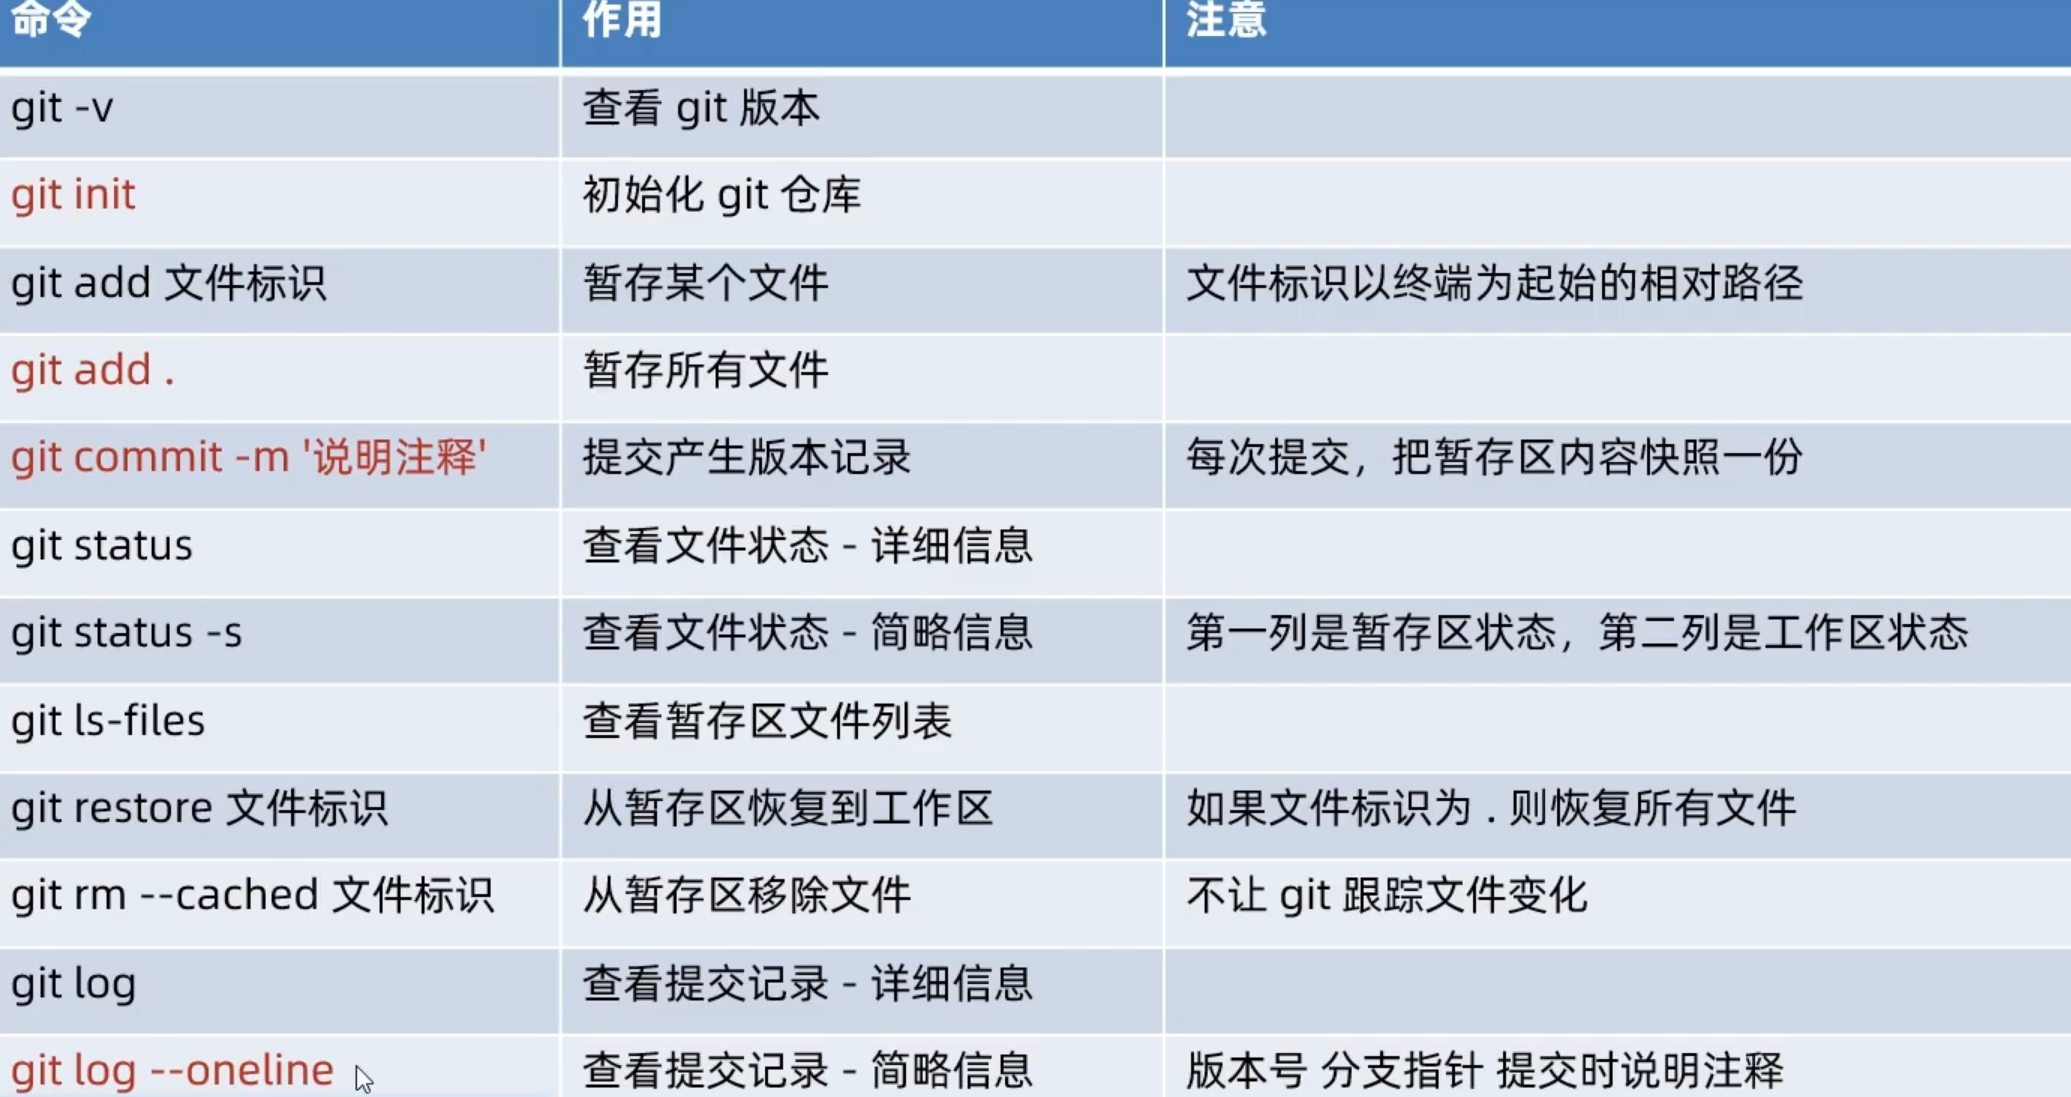 命令 作用 注意
git -v 查看 git 版本
git init 初始化 git 仓库
git add 文件标识 暂存某个文件 文件标识以终端为起始的相对路径
git add . 暂存所有文件
git commit -m '说明注释' 提交产生版本记录 每次提交，把暂存区内容快照一份
git status 查看文件状态 - 详细信息
git status -s 查看文件状态 - 简略信息 第一列是暂存区状态，第二列是工作区状态
git ls-files 查看暂存区文件列表
git restore 文件标识 从暂存区恢复到工作区 如果文件标识为 . 则恢复所有文件
git rm --cached 文件标识 从暂存区移除文件 不让 git 跟踪文件变化
git log 查看提交记录 - 详细信息
git log --oneline 查看提交记录 - 简略信息 版本号 分支指针 提交时说明注释